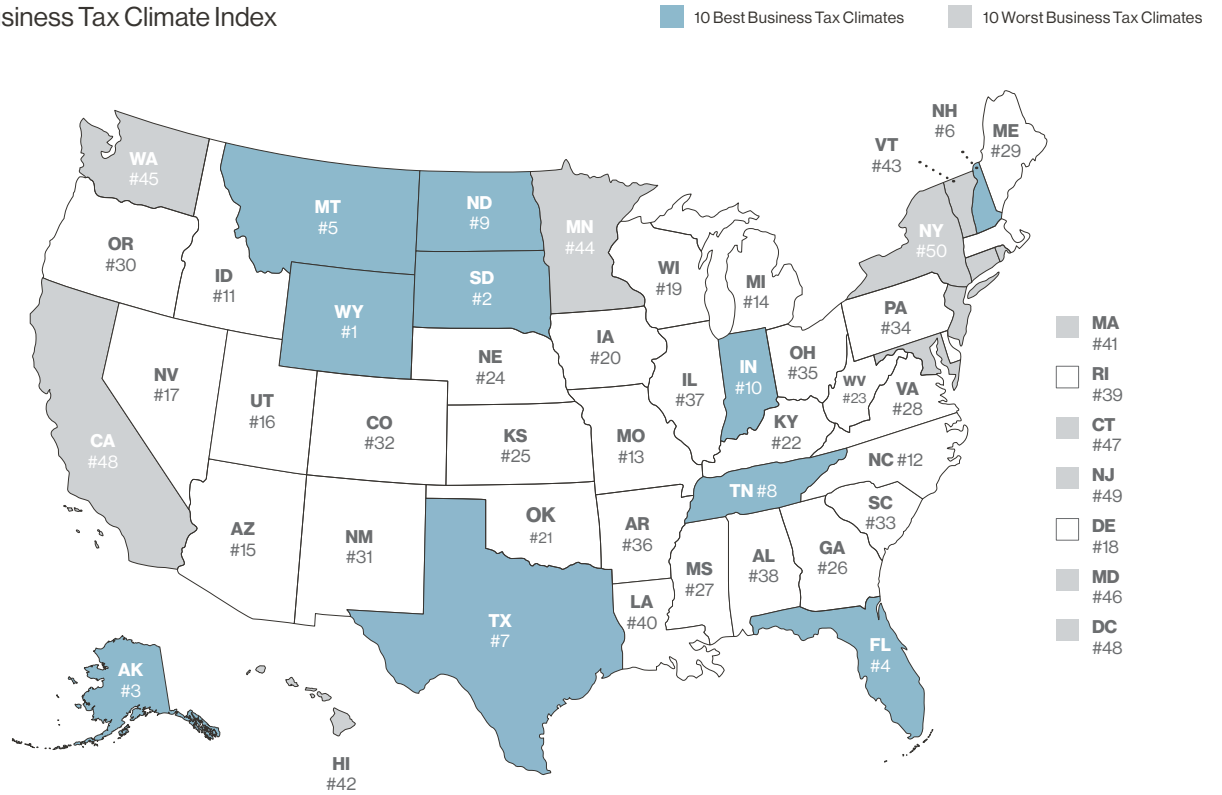 siness Tax Climate Index
10 Best Business Tax Climates
10 Worst Business Tax Climates
NH
#6
ME
#29
VT
#43
WA
#45
MT
#5
ND
#9
MN
#44
NY
#50
OR
#30
ID
#11
SD
#2
WI
#19
MI
#14
WY
#1
PA
#34
IA
#20
NE
#24
OH
#35
IN
#10
IL
#37
NV
#17
UT
#16
CO
#32
WV
#23
VA
#28
CA
#48
KS
#25
MO
#13
KY
#22
NC #12
TN #8
SC
#33
AZ
#15
NM
#31
OK
#21
AR
#36
GA
#26
MS
#27
AL
#38
LA
#40
TX
#7
FL
#4
AK
#3
HI
#42
MA
#41
RI
#39
CT
#47
NJ
#49
DE
#18
MD
#46
DC
#48